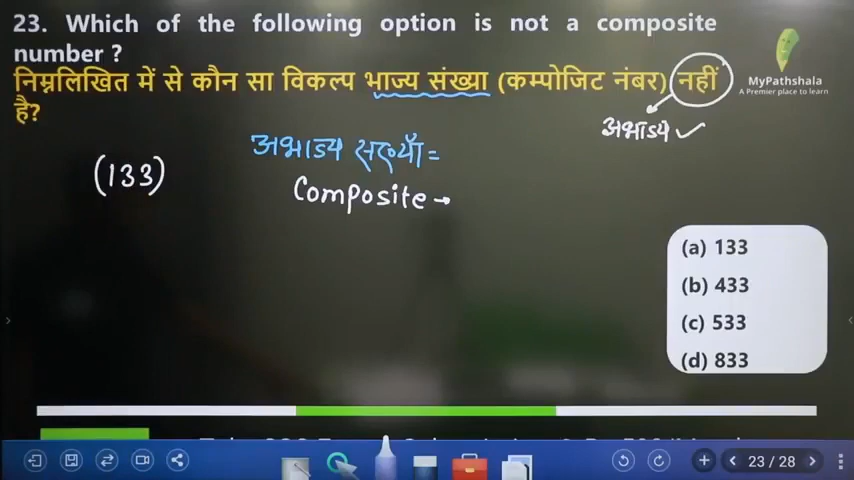 23. Which of the following option is not a composite
number ?
निम्नलिखित में से कौन सा विकल्प भाज्य संख्या (कम्पोजिट नंबर) नहीं
है?
MyPathshala
A Premier place to learn
अभाज्य ✓
अभाज्य संख्याँ =
(133)
Composite →
(a) 133
(b) 433
(c) 533
(d) 833
23 / 28